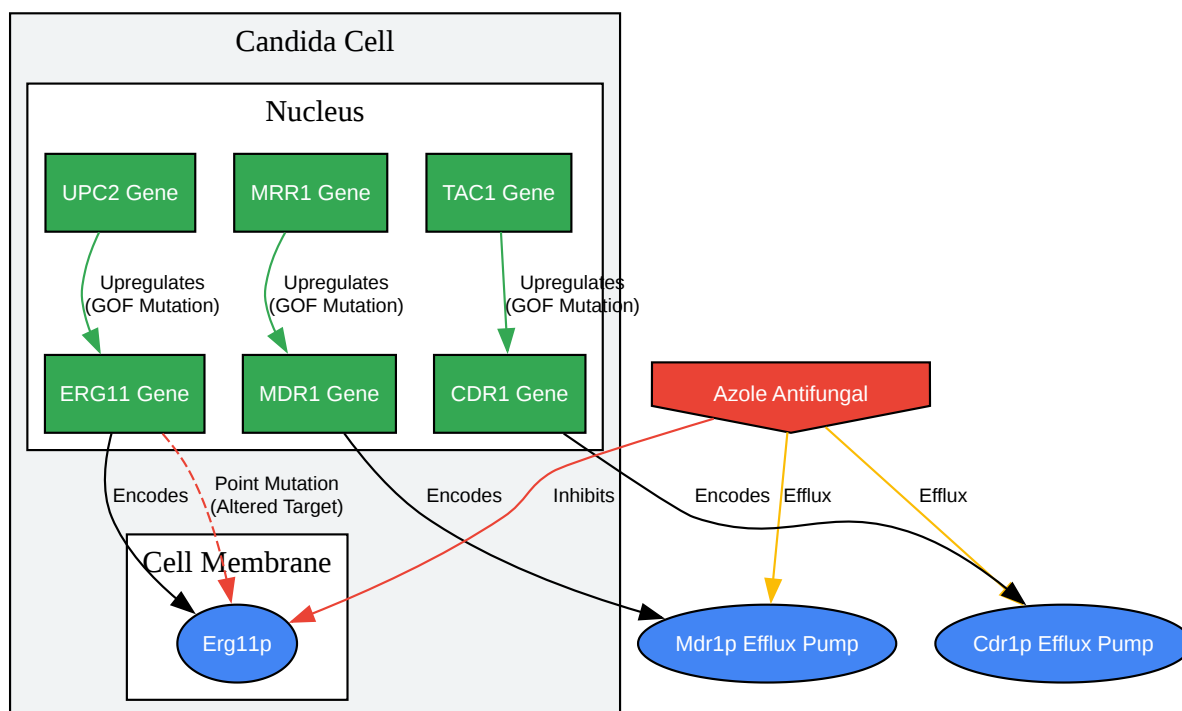 Candida Cell
Nucleus
UPC2 Gene
MRR1 Gene
TAC1 Gene
Upregulates
(GOF Mutation)
Upregulates
(GOF Mutation)
Upregulates
(GOF Mutation)
ERG11 Gene
MDR1 Gene
CDR1 Gene
Azole Antifungal
Encodes
Point Mutation
(Altered Target)
Encodes
Inhibits
Encodes
Efflux
Efflux
Cell Membrane
Erg11p
Mdr1p Efflux Pump
Cdr1p Efflux Pump